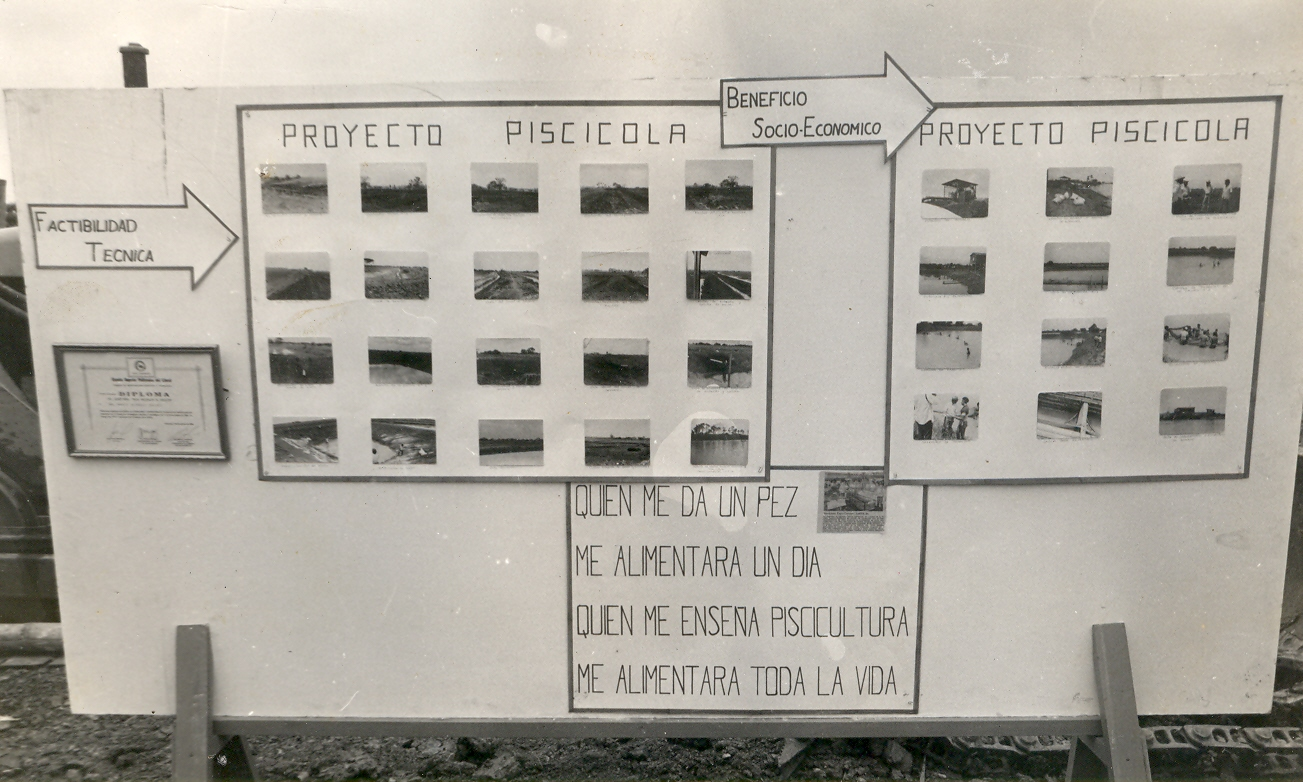 BENEFICIO
SOCIO-ECONOMICO
PROYECTO PISCICOLA
PROYECTO PISCICOLA
FACTIBILIDAD
TECNICA
DIPLOMA
QUIEN ME DA UN PEZ
ME ALIMENTARA UN DIA
QUIEN ME ENSEÑA PISCICULTURA
ME ALIMENTARA TODA LA VIDA